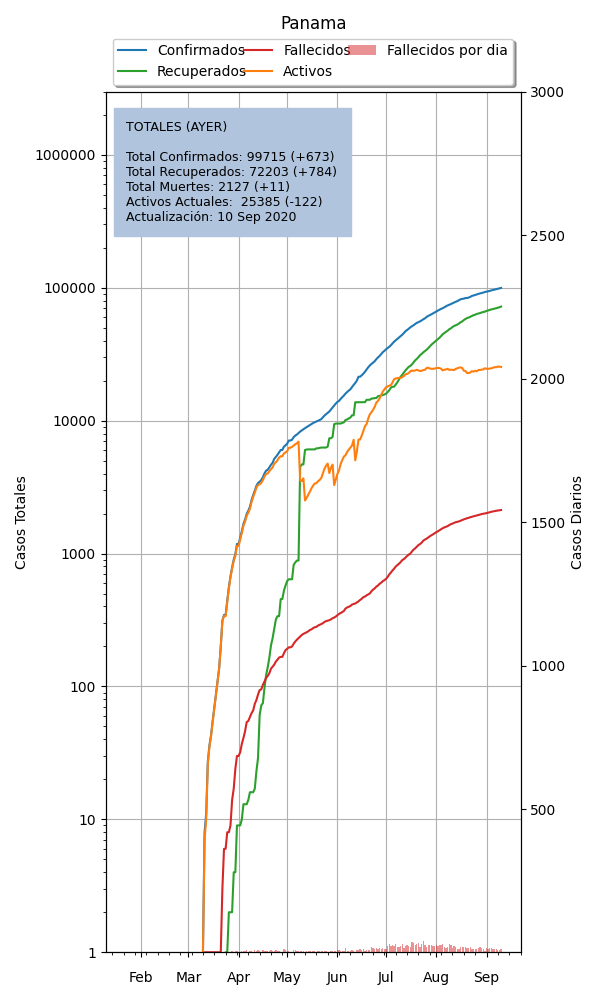 Panama
Confirmados Fallecidos Fallecidos por dia
Recuperados Activos
TOTALES (AYER)
Total Confirmados: 99715 (+673)
Total Recuperados: 72203 (+784)
Total Muertes: 2127 (+11)
Activos Actuales:  25385 (-122)
Actualización: 10 Sep 2020
1000000
100000
10000
1000
100
10
1
Casos Totales
3000
2500
2000
1500
1000
500
Casos Diarios
Feb Mar Apr May Jun Jul Aug Sep